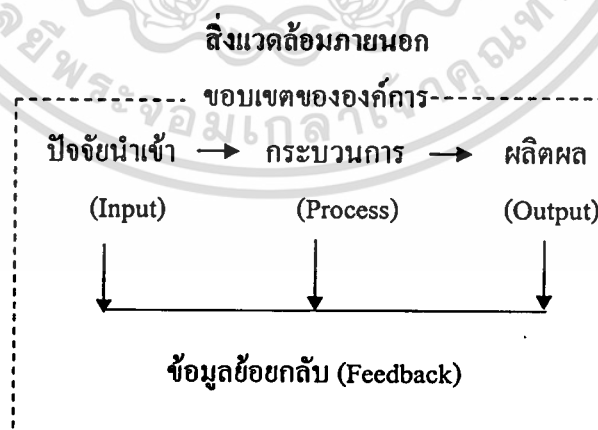 สิ่งแวดล้อมภายนอก
ขอบเขตขององค์การ
ปัจจัยนำเข้า → กระบวนการ → ผลิตผล
(Input) (Process) (Output)
ข้อมูลย้อยกลับ (Feedback)